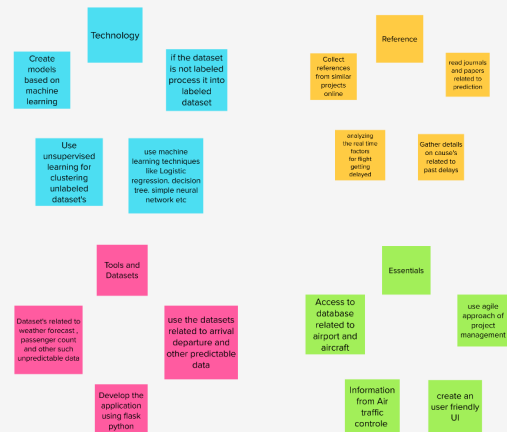 Technology
Create
models
based on
machine
learning
if the dataset
is not labeled
process it into
labeled
dataset
Use
unsupervised
learning for
clustering
unlabeled
dataset's
use machine
learning techniques
like Logistic
regression. decision
tree. simple neural
network etc
Reference
Collect
references
from similar
projects
online
read journals
and papers
related to
prediction
analyzing
the real time
factors
for flight
getting
delayed
Gather details
on cause's
related to
past delays
Tools and
Datasets
Dataset's related to
weather forecast ,
passenger count
and other such
unpredictable data
use the datasets
related to arrival
departure and
other predictable
data
Develop the
application
using flask
python
Essentials
Access to
database
related to
airport and
aircraft
use agile
approach of
project
management
Information
from Air
traffic
controle
create an
user friendly
UI